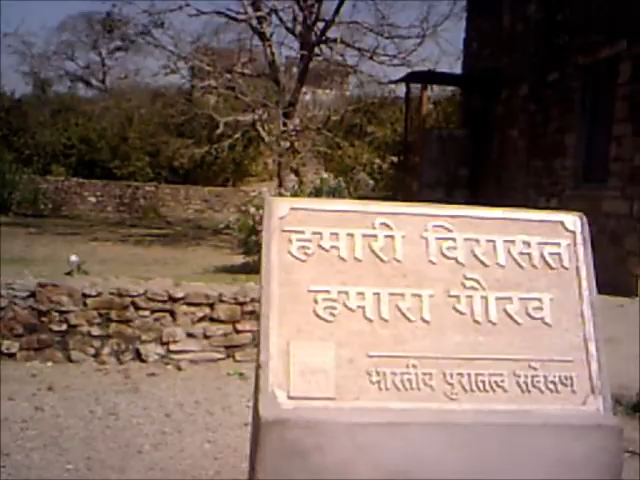 हमारी विरासत
हमारा गौरव
भारतीय पुरातत्व सर्वेक्षण